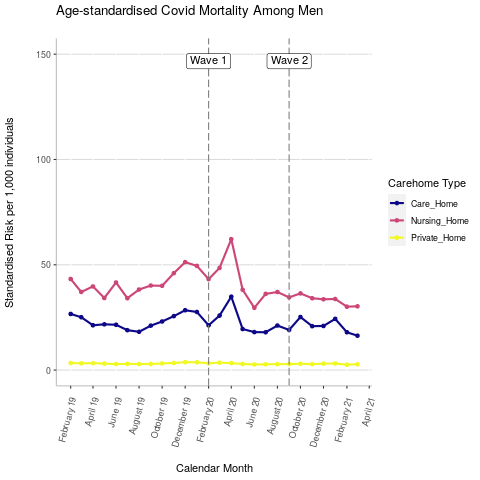 Age-standardised Covid Mortality Among Men
Standardised Risk per 1,000 individuals
150
100
50
0
Wave 1
Wave 2
February 19
April 19
June 19
August 19
October 19
December 19
February 20
April 20
June 20
August 20
October 20
December 20
February 21
April 21
Calendar Month
Carehome Type
Care_Home
Nursing_Home
Private_Home